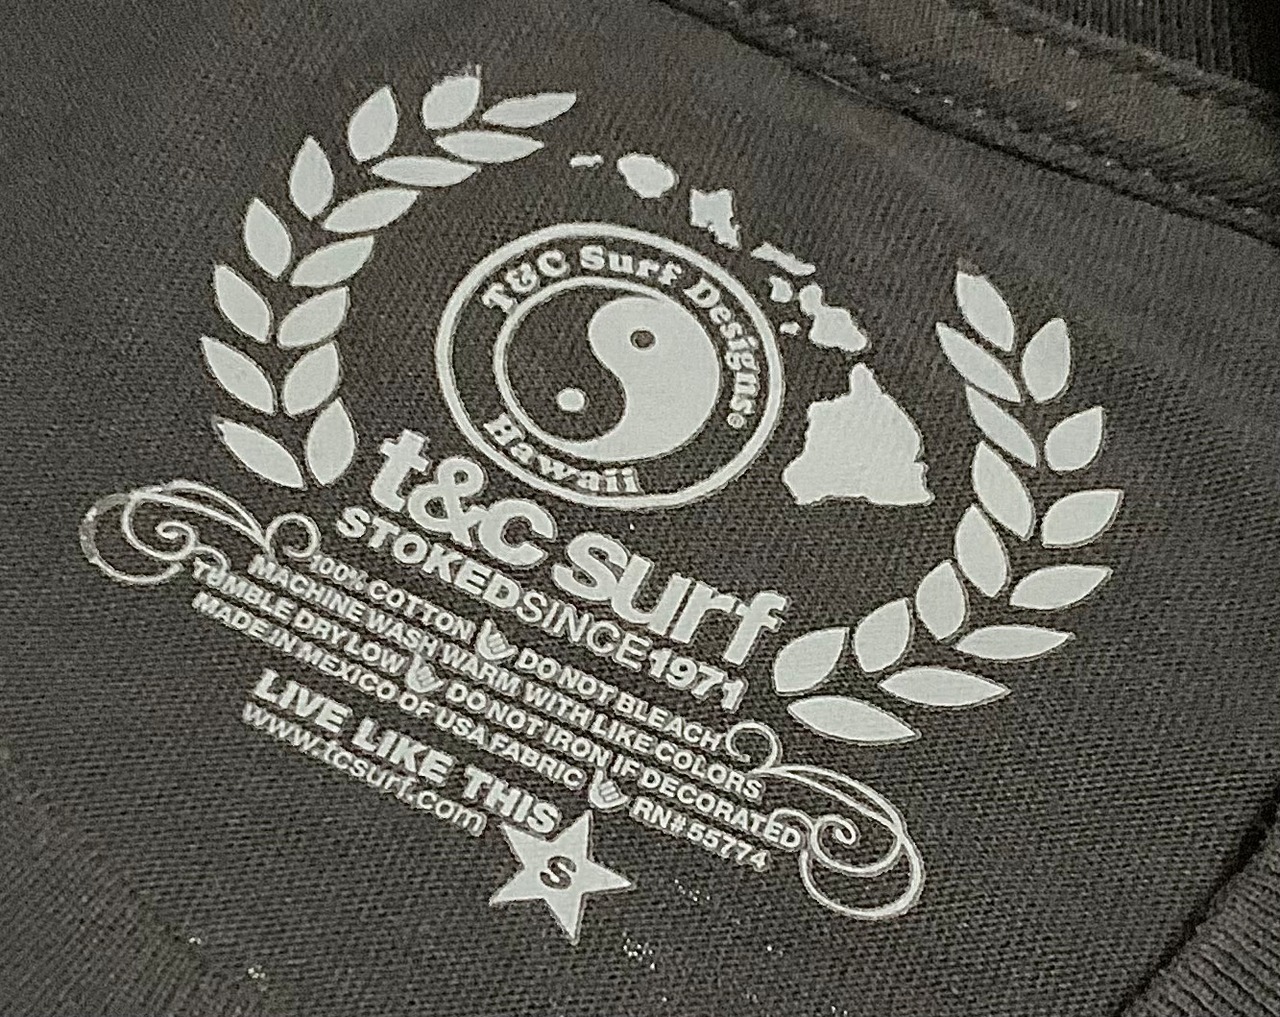 T&C Surf Designs®
Hawaii
t&c surf
STOKED SINCE 1971
100% COTTON DO NOT BLEACH
MACHINE WASH WARM WITH LIKE COLORS
TUMBLE DRY LOW DO NOT IRON IF DECORATED
MADE IN MEXICO OF USA FABRIC RN# 55774
LIVE LIKE THIS
www.tcsurf.com
S